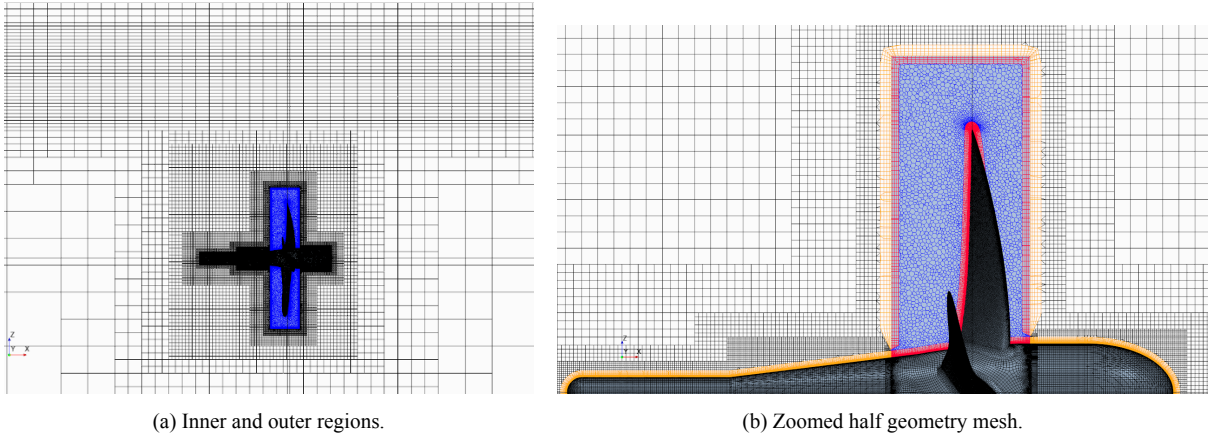 Z
Y X
Z
Y X
(a) Inner and outer regions.
(b) Zoomed half geometry mesh.